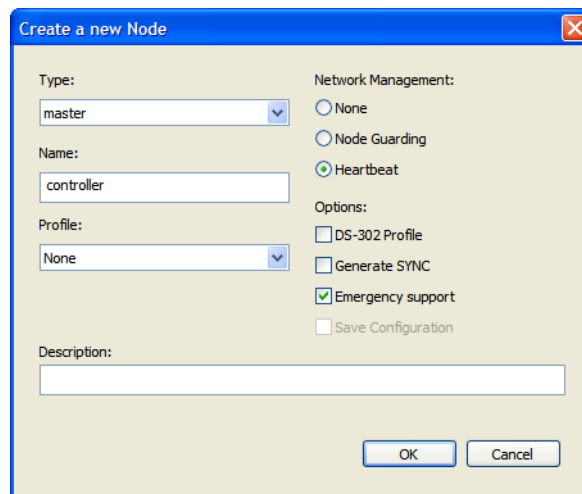 Create a new Node
Type:
master
Name:
controller
Profile:
None
Network Management:
None
Node Guarding
Heartbeat
Options:
DS-302 Profile
Generate SYNC
Emergency support
Save Configuration
Description:
OK
Cancel